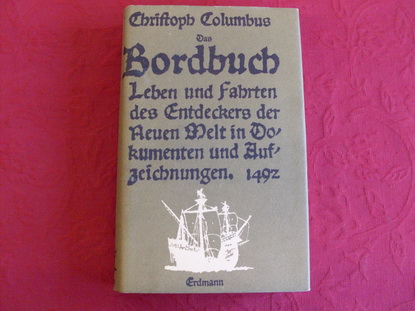 Christoph Columbus
Das
Bordbuch
Leben und Fahrten
des Entdeckers der
Neuen Welt in Do-
kumenten und Auf-
zeichnungen. 1492
Erdmann